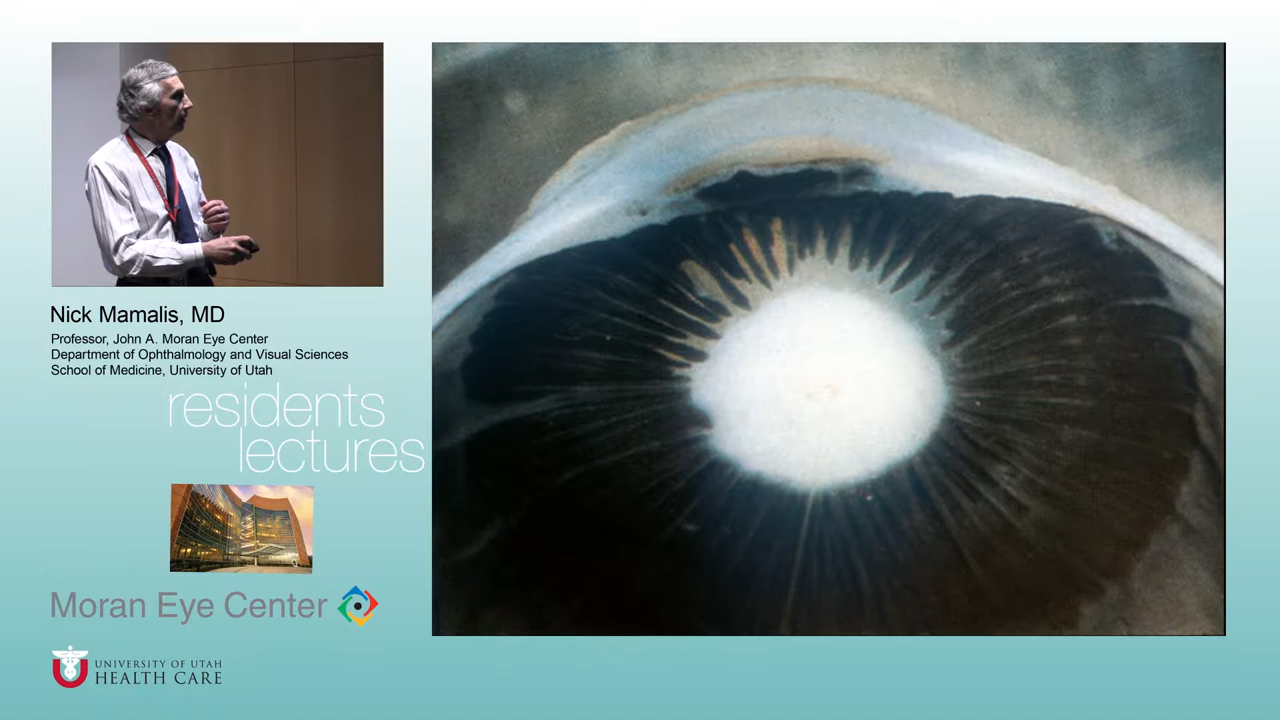 Nick Mamalis, MD
Professor, John A. Moran Eye Center
Department of Ophthalmology and Visual Sciences
School of Medicine, University of Utah
residents
lectures
Moran Eye Center
UNIVERSITY OF UTAH
HEALTH CARE